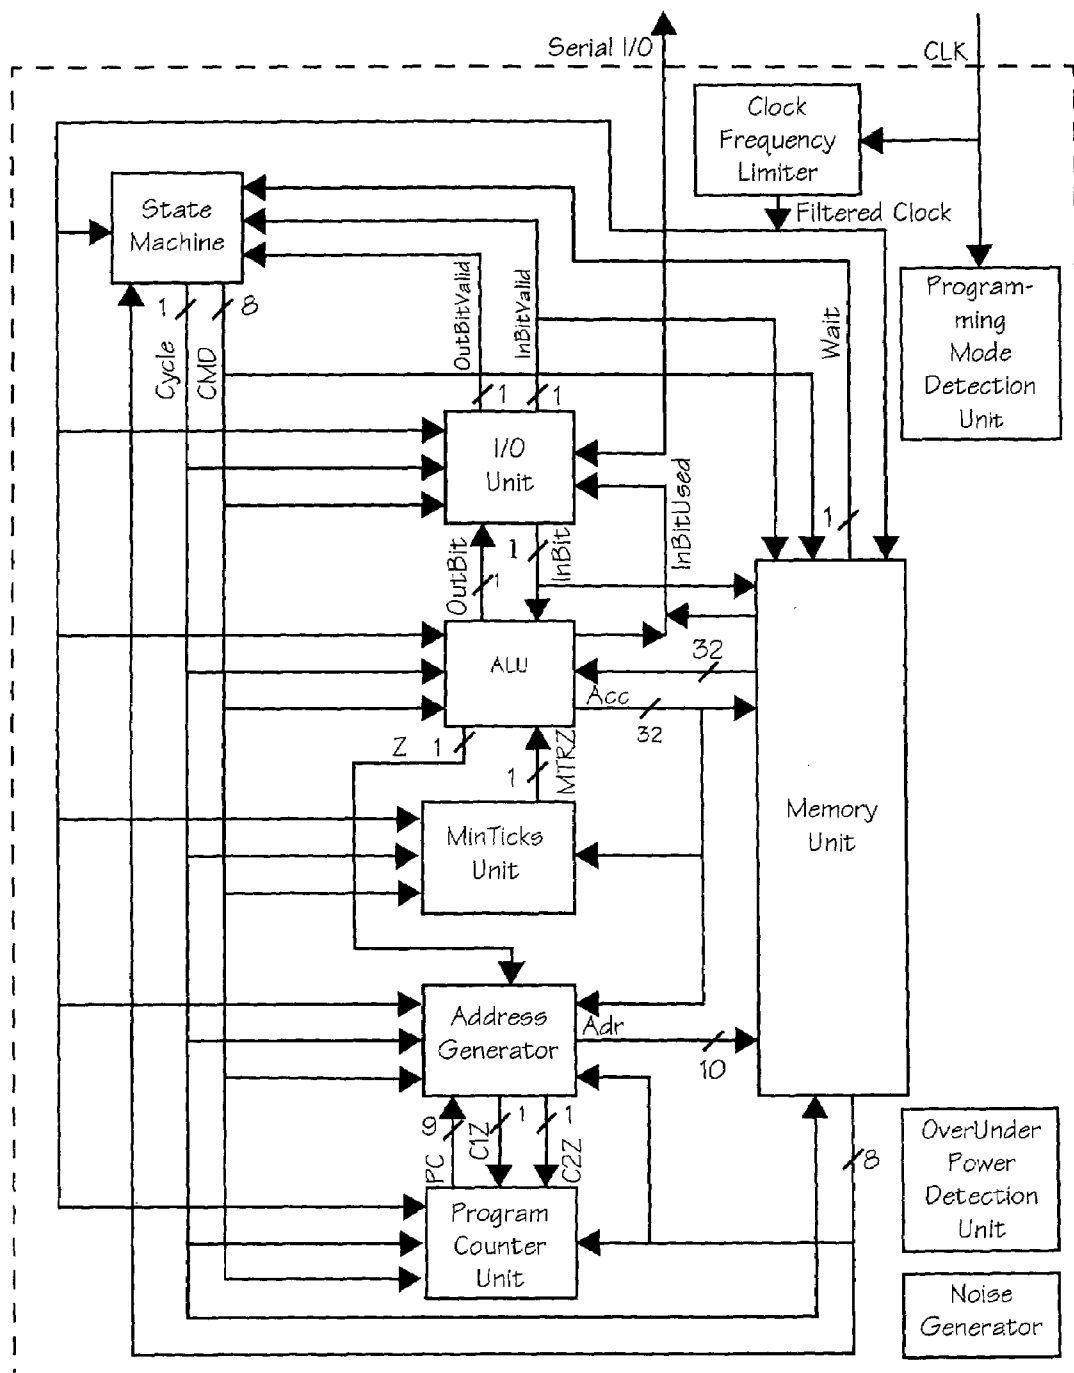 Serial I/O
CLK
Clock
Frequency
Limiter
Filtered Clock
State
Machine
Program-
ming
Mode
Detection
Unit
1
8
Cycle
CMD
OutBitValid
InBitValid
Wait
1
1
I/O
Unit
InBitUsed
1
OutBit
1
1
InBit
ALU
32
Acc
32
Z
1
1
MTRZ
MinTicks
Unit
Memory
Unit
Address
Generator
Adr
10
9
PC
C1Z
1
1
C2Z
8
Program
Counter
Unit
OverUnder
Power
Detection
Unit
Noise
Generator